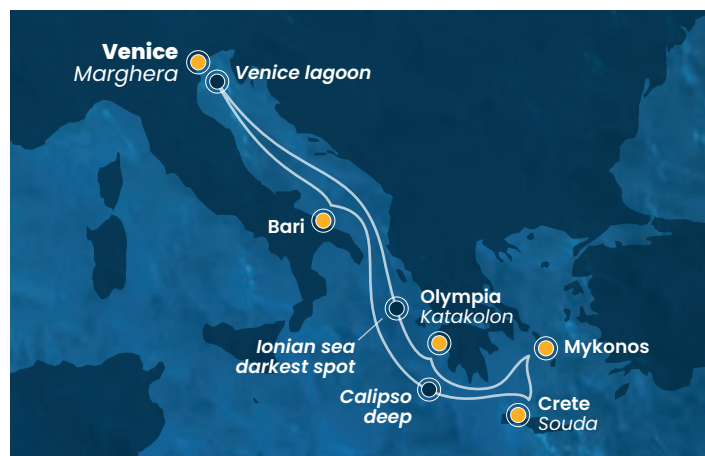 Venice
Marghera
Venice lagoon
Bari
Olympia
Katakolon
Ionian sea
darkest spot
Mykonos
Calipso
deep
Crete
Souda